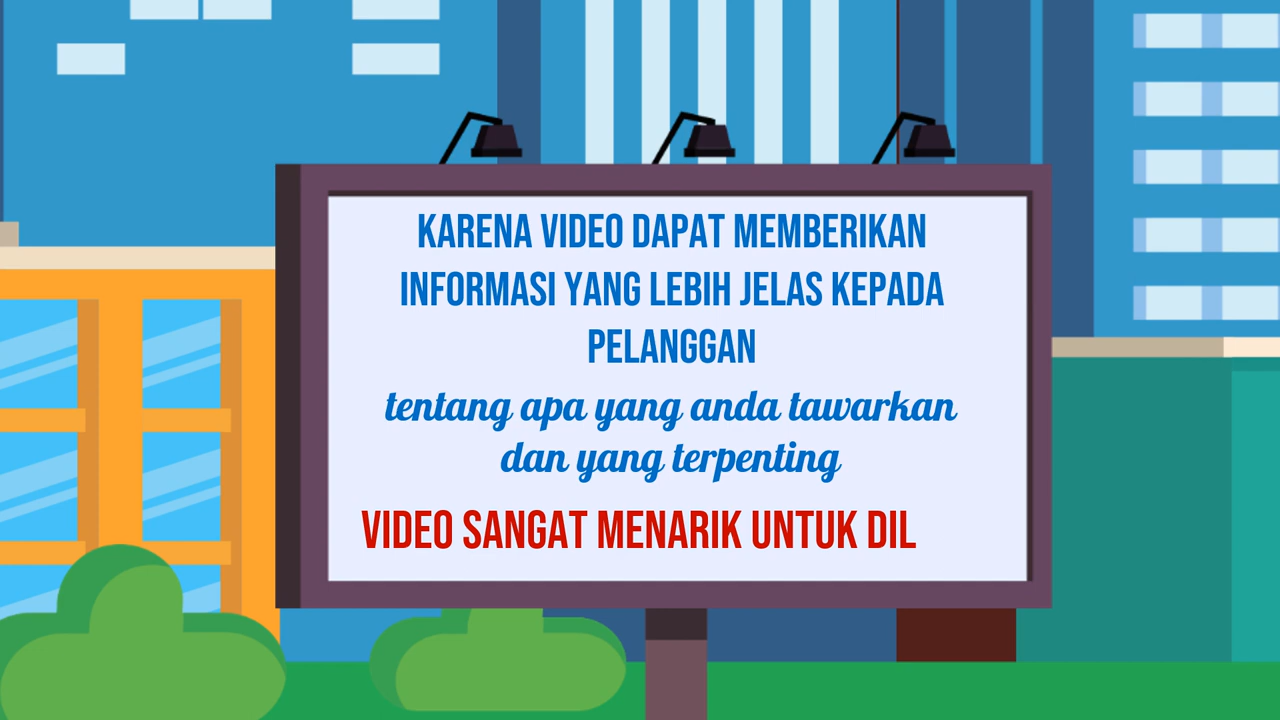 KARENA VIDEO DAPAT MEMBERIKAN
INFORMASI YANG LEBIH JELAS KEPADA
PELANGGAN
tentang apa yang anda tawarkan
dan yang terpenting
VIDEO SANGAT MENARIK UNTUK DIL